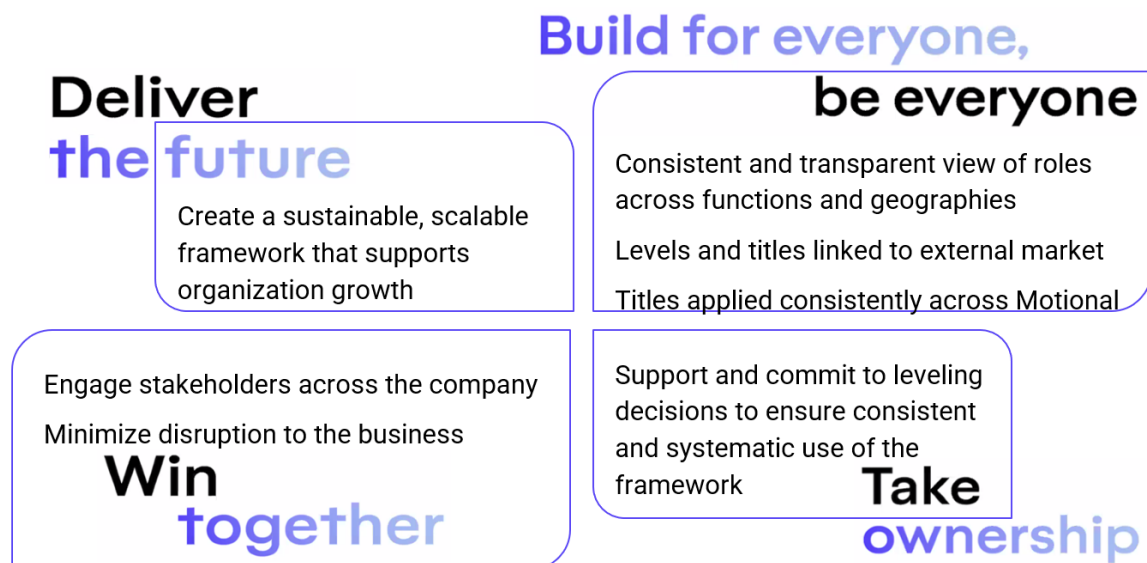 Deliver
the future
Create a sustainable, scalable
framework that supports
organization growth
Build for everyone,
be everyone
Consistent and transparent view of roles
across functions and geographies
Levels and titles linked to external market
Titles applied consistently across Motional
Engage stakeholders across the company
Minimize disruption to the business
Win
together
Support and commit to leveling
decisions to ensure consistent
and systematic use of the
framework
Take
ownership